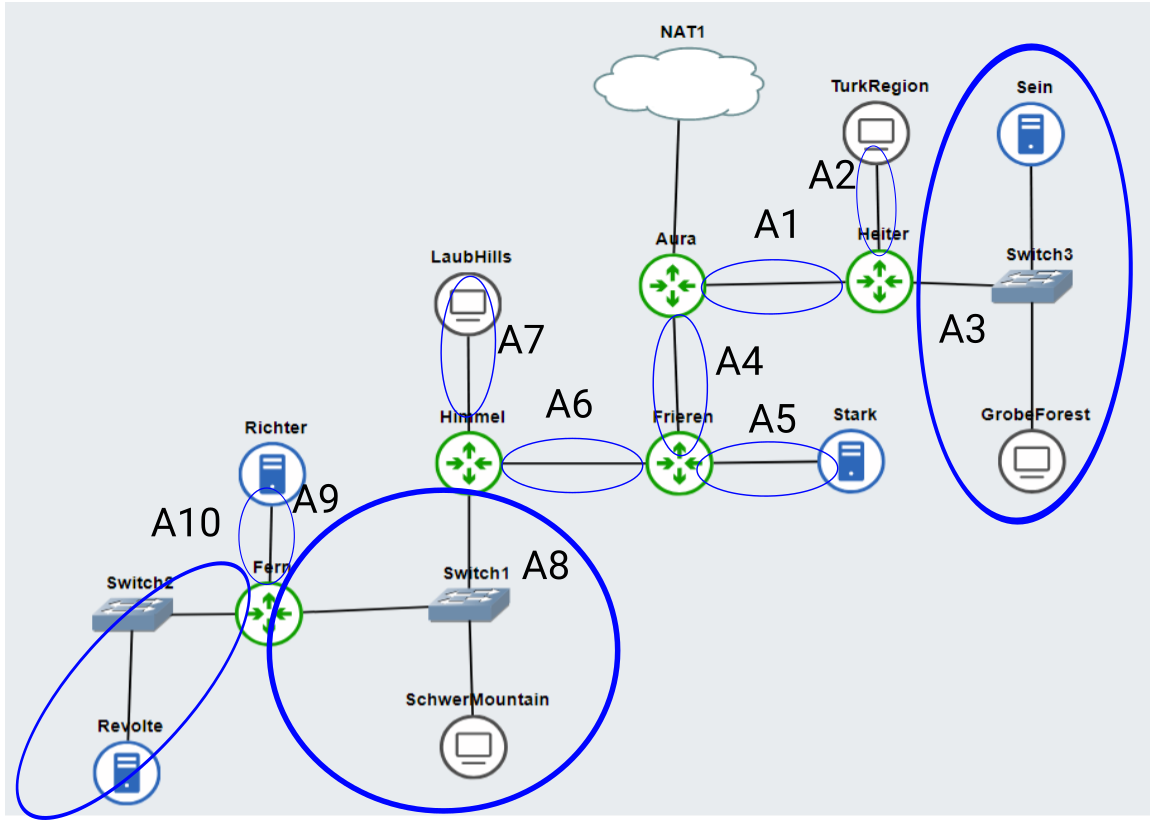 NAT1
TurkRegion
Sein
A2
Aura
A1
Heiter
LaubHills
Switch3
A7
A3
A4
Himmel
A6
Frieren
A5
Stark
GrobeForest
Richter
A9
A10
Fern
Switch2
Switch1
A8
SchwerMountain
Revolte